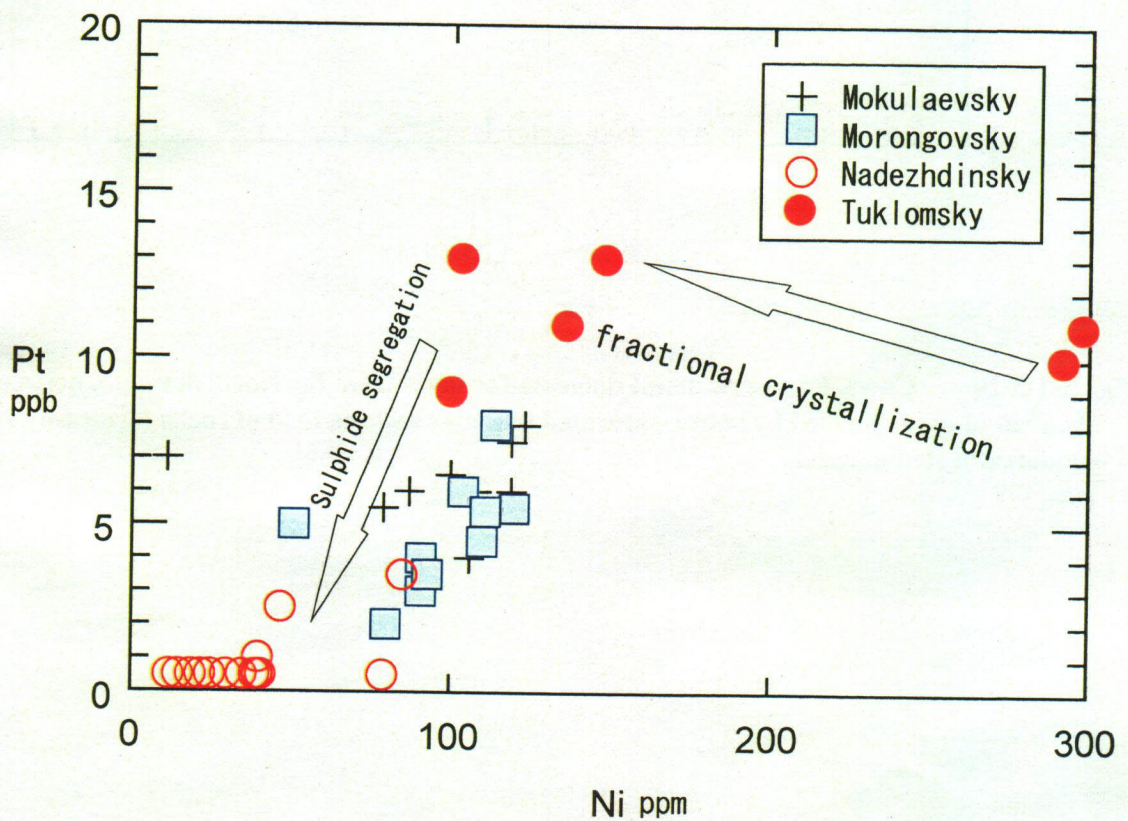 20
15
10
5
0
Pt
ppb
Mokulaevsky
Morongovsky
Nadezhdinsky
Tuklomsky
Sulphide segregation
fractional crystallization
0
100
200
300
Ni ppm